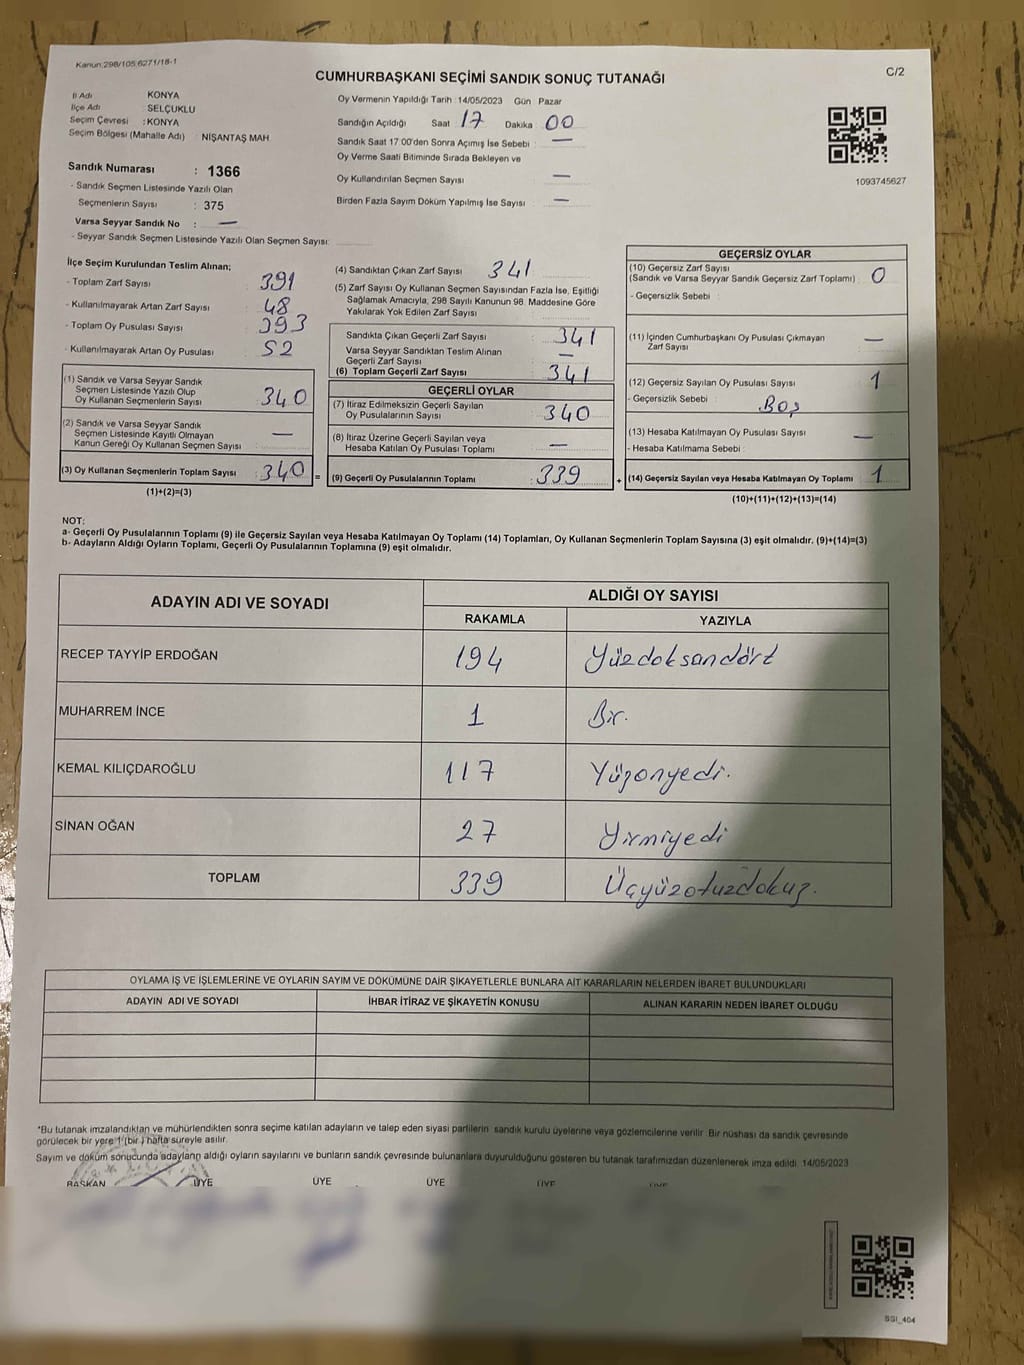 Kanun:298/105;6271/18-1
C/2
CUMHURBAŞKANI SEÇİMİ SANDIK SONUÇ TUTANAĞI
İl Adı KONYA
İlçe Adı SELÇUKLU
Seçim Çevresi : KONYA
Seçim Bölgesi (Mahalle Adı) NİŞANTAŞ MAH
Sandık Numarası : 1366
- Sandık Seçmen Listesinde Yazılı Olan
Seçmenlerin Sayısı : 375
Varsa Seyyar Sandık No : —
- Seyyar Sandık Seçmen Listesinde Yazılı Olan Seçmen Sayısı:
Oy Vermenin Yapıldığı Tarih :14/05/2023 Gün : Pazar
Sandığın Açıldığı Saat 17 Dakika 00
Sandık Saat 17:00'den Sonra Açılmış İse Sebebi : —
Oy Verme Saati Bitiminde Sırada Bekleyen ve
Oy Kullandırılan Seçmen Sayısı —
Birden Fazla Sayım Döküm Yapılmış İse Sayısı : —
1093745627
İlçe Seçim Kurulundan Teslim Alınan;
- Toplam Zarf Sayısı : 391
- Kullanılmayarak Artan Zarf Sayısı : 48
- Toplam Oy Pusulası Sayısı : 393
- Kullanılmayarak Artan Oy Pusulası : 52
(1) Sandık ve Varsa Seyyar Sandık
Seçmen Listesinde Yazılı Olup
Oy Kullanan Seçmenlerin Sayısı : 340
(2) Sandık ve Varsa Seyyar Sandık
Seçmen Listesinde Kayıtlı Olmayan
Kanun Gereği Oy Kullanan Seçmen Sayısı : —
(3) Oy Kullanan Seçmenlerin Toplam Sayısı : 340 =
(1)+(2)=(3)
(4) Sandıktan Çıkan Zarf Sayısı 341
(5) Zarf Sayısı Oy Kullanan Seçmen Sayısından Fazla İse, Eşitliği
Sağlamak Amacıyla, 298 Sayılı Kanunun 98. Maddesine Göre
Yakılarak Yok Edilen Zarf Sayısı
Sandıkta Çıkan Geçerli Zarf Sayısı 341
Varsa Seyyar Sandıktan Teslim Alınan
Geçerli Zarf Sayısı —
(6) Toplam Geçerli Zarf Sayısı 341
GEÇERLİ OYLAR
(7) İtiraz Edilmeksizin Geçerli Sayılan
Oy Pusulalarının Sayısı 340
(8) İtiraz Üzerine Geçerli Sayılan veya
Hesaba Katılan Oy Pusulası Toplamı —
(9) Geçerli Oy Pusulalarının Toplamı 339 +
GEÇERSİZ OYLAR
(10) Geçersiz Zarf Sayısı
(Sandık ve Varsa Seyyar Sandık Geçersiz Zarf Toplamı) : 0
- Geçersizlik Sebebi :
(11) İçinden Cumhurbaşkanı Oy Pusulası Çıkmayan
Zarf Sayısı —
(12) Geçersiz Sayılan Oy Pusulası Sayısı 1
- Geçersizlik Sebebi : Boş
(13) Hesaba Katılmayan Oy Pusulası Sayısı —
- Hesaba Katılmama Sebebi :
(14) Geçersiz Sayılan veya Hesaba Katılmayan Oy Toplamı 1
(10)+(11)+(12)+(13)=(14)
NOT:
a- Geçerli Oy Pusulalarının Toplamı (9) ile Geçersiz Sayılan veya Hesaba Katılmayan Oy Toplamı (14) Toplamları, Oy Kullanan Seçmenlerin Toplam Sayısına (3) eşit olmalıdır. (9)+(14)=(3)
b- Adayların Aldığı Oyların Toplamı, Geçerli Oy Pusulalarının Toplamına (9) eşit olmalıdır.
ADAYIN ADI VE SOYADI
ALDIĞI OY SAYISI
RAKAMLA YAZIYLA
RECEP TAYYİP ERDOĞAN 194 Yüzdoksandört
MUHARREM İNCE 1 Bir.
KEMAL KILIÇDAROĞLU 117 Yüzonyedi.
SİNAN OĞAN 27 Yirmiyedi
TOPLAM 339 Üçyüzotuzdokuz.
OYLAMA İŞ VE İŞLEMLERİNE VE OYLARIN SAYIM VE DÖKÜMÜNE DAİR ŞİKAYETLERLE BUNLARA AİT KARARLARIN NELERDEN İBARET BULUNDUKLARI
ADAYIN ADI VE SOYADI İHBAR İTİRAZ VE ŞİKAYETİN KONUSU ALINAN KARARIN NEDEN İBARET OLDUĞU
*Bu tutanak imzalandıktan ve mühürlendikten sonra seçime katılan adayların ve talep eden siyasi partilerin sandık kurulu üyelerine veya gözlemcilerine verilir. Bir nüshası da sandık çevresinde
görülecek bir yere 1 (bir) hafta süreyle asılır.
Sayım ve döküm sonucunda adayların aldığı oyların sayılarını ve bunların sandık çevresinde bulunanlara duyurulduğunu gösteren bu tutanak tarafımızdan düzenlenerek imza edildi. 14/05/2023
BAŞKAN ÜYE ÜYE ÜYE ÜYE ÜYE
SSI_404